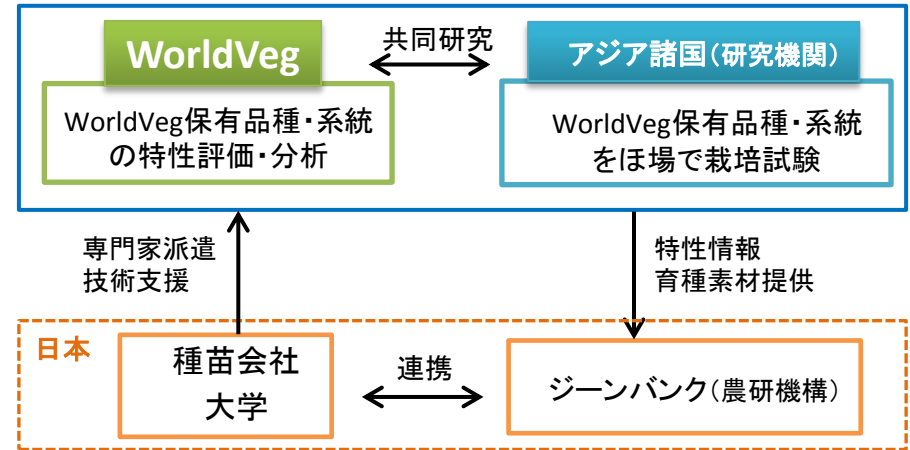 WorldVeg
共同研究
アジア諸国(研究機関)
WorldVeg保有品種・系統
の特性評価・分析
WorldVeg保有品種・系統
をほ場で栽培試験
専門家派遣
技術支援
特性情報
育種素材提供
日本
種苗会社
大学
連携
ジーンバンク(農研機構)